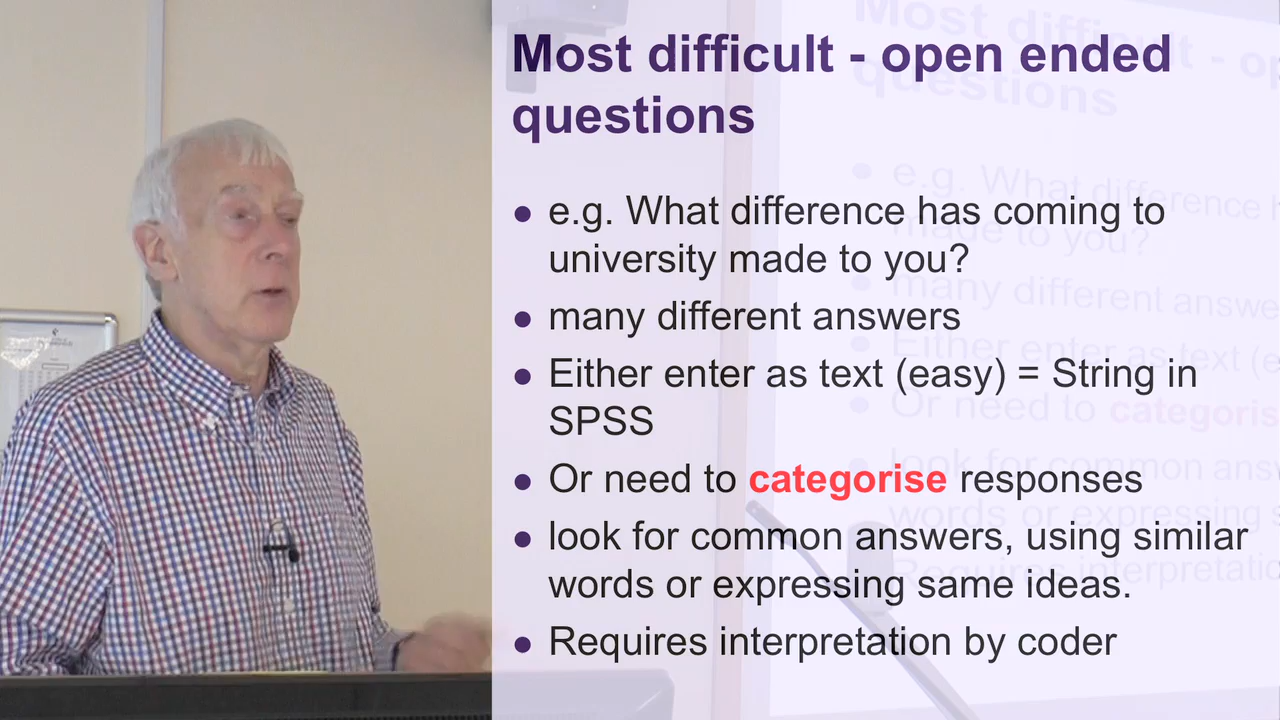 Most difficult - open ended
questions
e.g. What difference has coming to
university made to you?
many different answers
Either enter as text (easy) = String in
SPSS
Or need to categorise responses
look for common answers, using similar
words or expressing same ideas.
Requires interpretation by coder